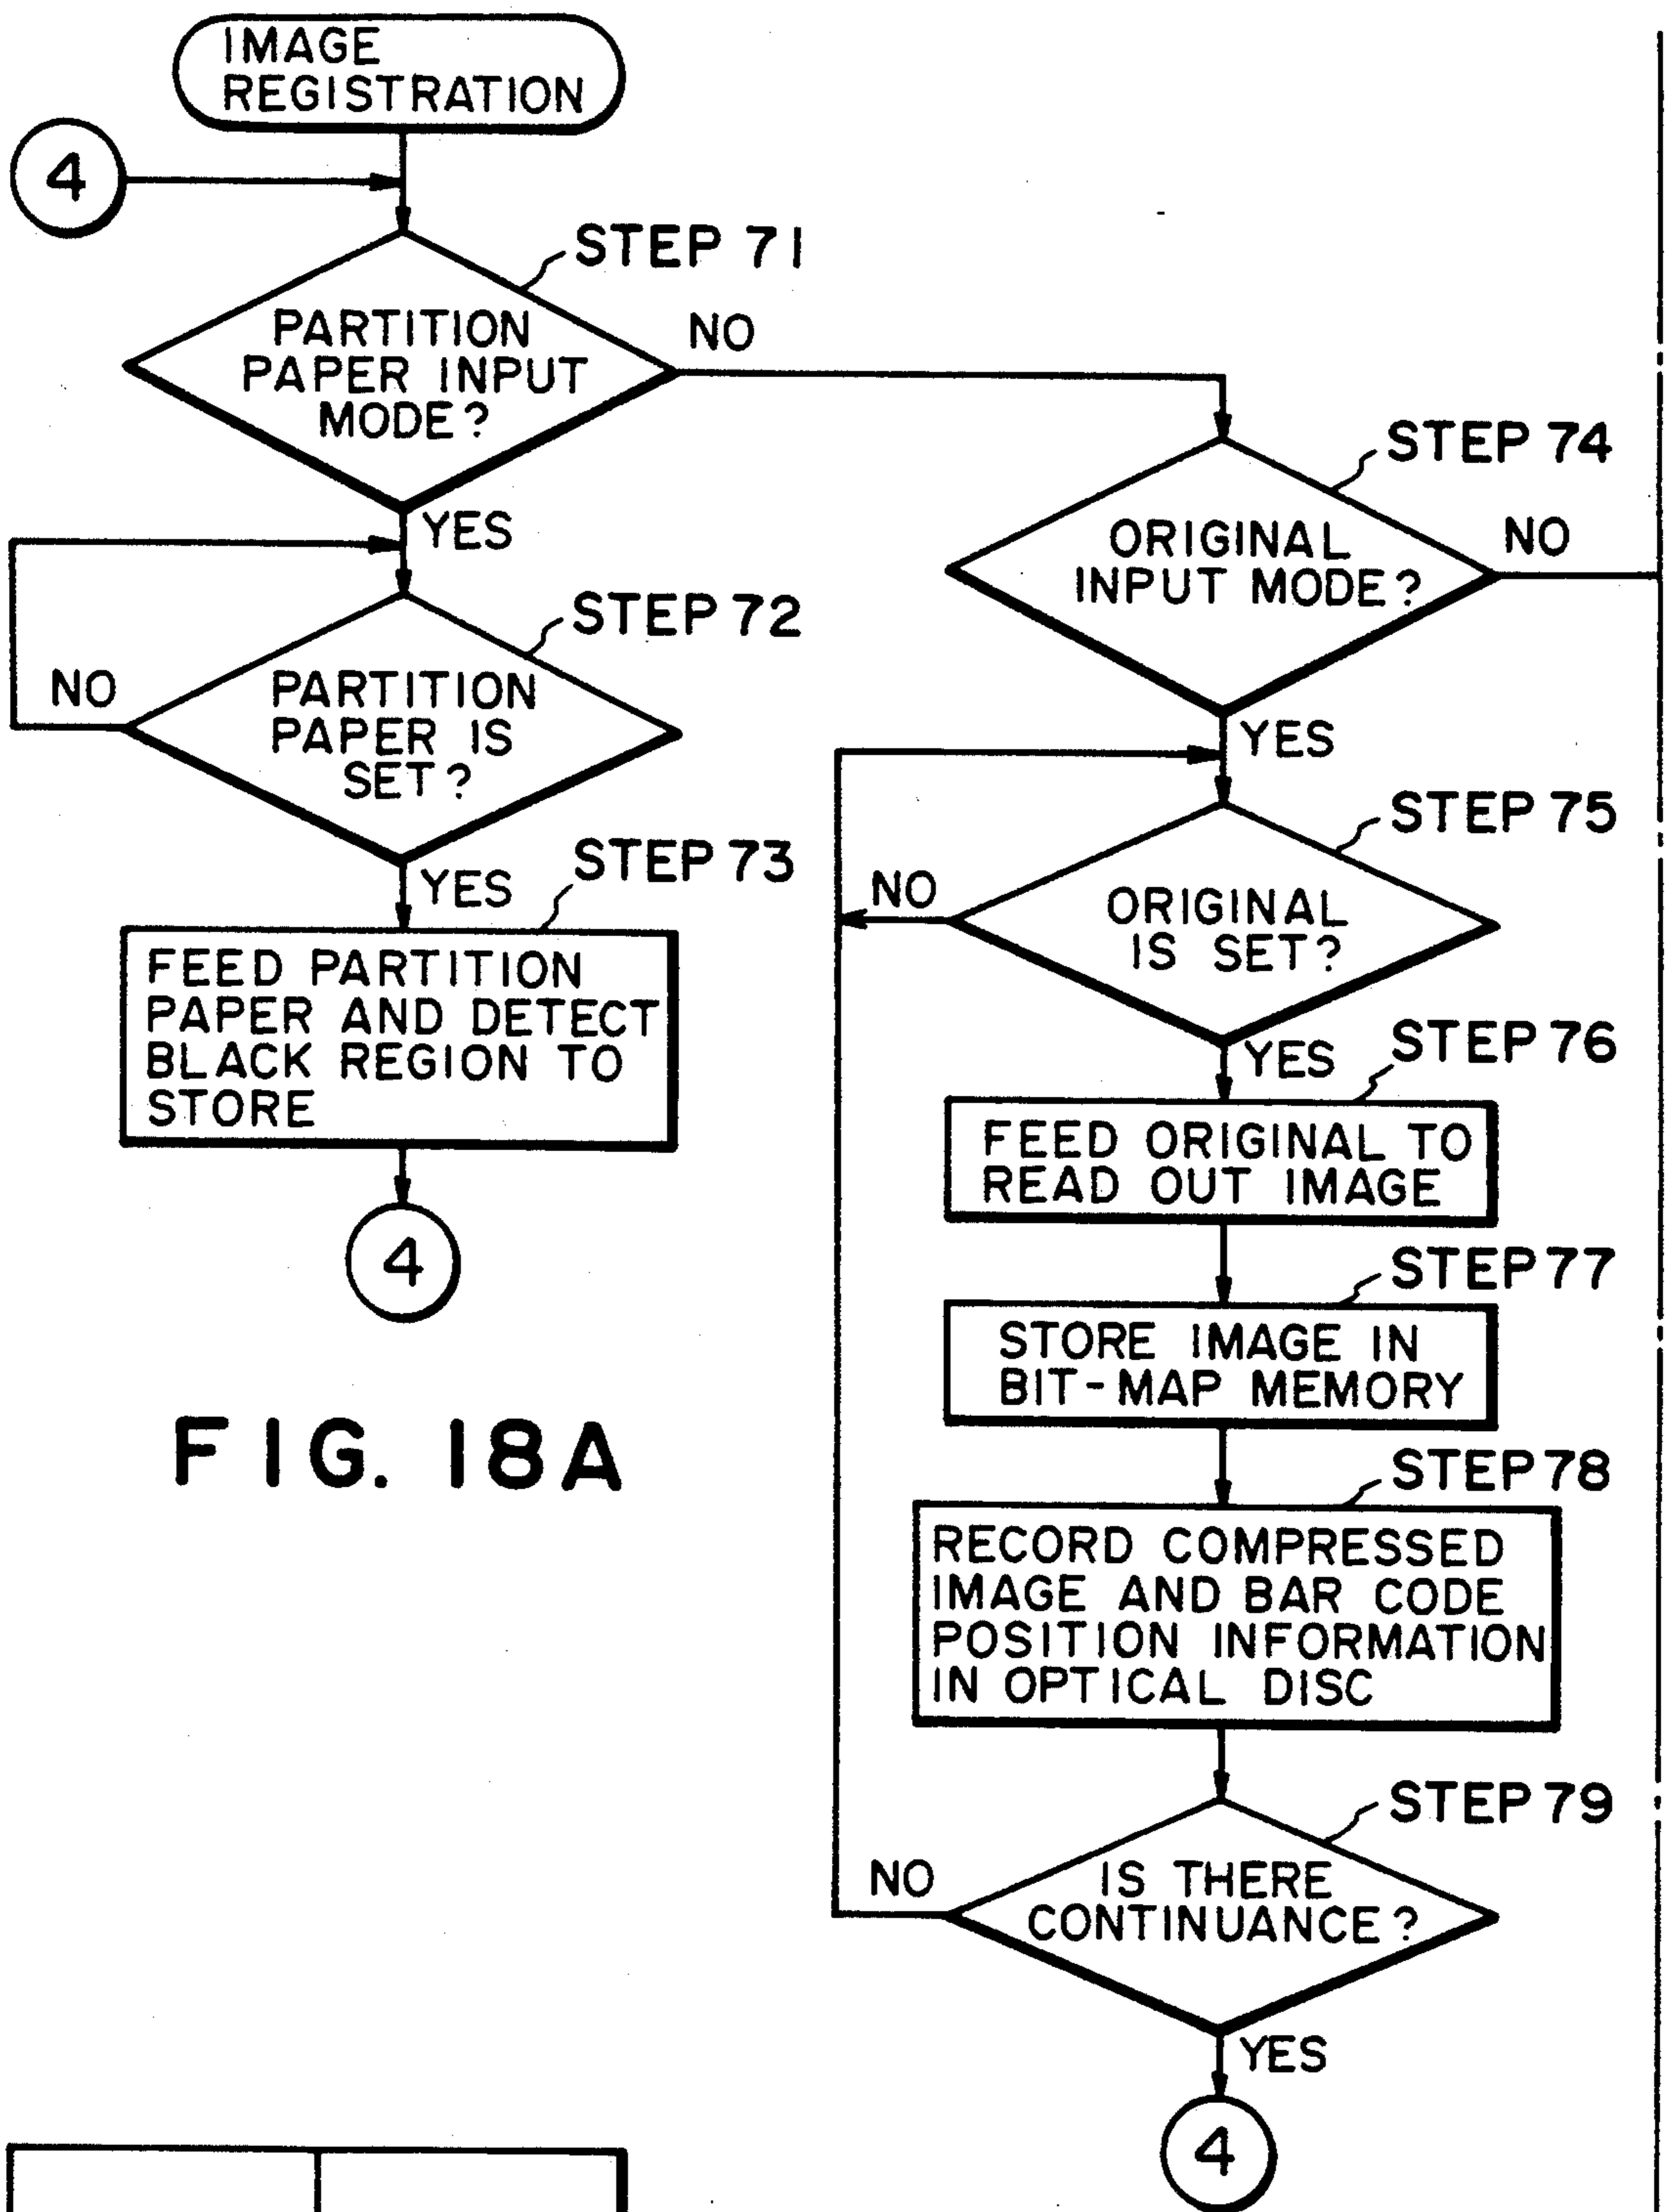 IMAGE
REGISTRATION
4
STEP 71
PARTITION
PAPER INPUT
MODE?
NO
YES
STEP 72
PARTITION
PAPER IS
SET?
NO
YES
STEP 73
FEED PARTITION
PAPER AND DETECT
BLACK REGION TO
STORE
4
FIG. 18A
STEP 74
ORIGINAL
INPUT MODE?
NO
YES
STEP 75
ORIGINAL
IS SET?
NO
YES
STEP 76
FEED ORIGINAL TO
READ OUT IMAGE
STEP 77
STORE IMAGE IN
BIT-MAP MEMORY
STEP 78
RECORD COMPRESSED
IMAGE AND BAR CODE
POSITION INFORMATION
IN OPTICAL DISC
STEP 79
IS THERE
CONTINUANCE?
NO
YES
4